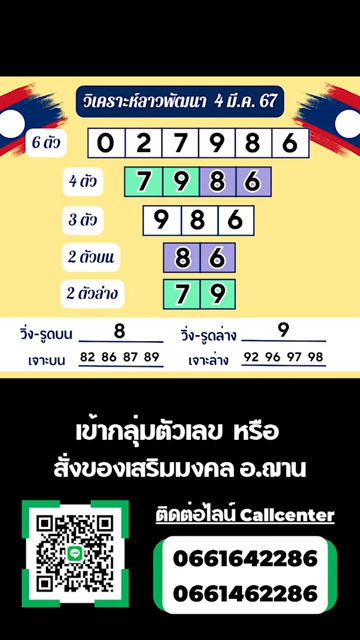 วิเคราะห์ลาวพัฒนา 4 มี.ค. 67
6 ตัว 0 2 7 9 8 6
4 ตัว 7 9 8 6
3 ตัว 9 8 6
2 ตัวบน 8 6
2 ตัวล่าง 7 9
วิ่ง-รูดบน 8 วิ่ง-รูดล่าง 9
เจาะบน 82 86 87 89 เจาะล่าง 92 96 97 98
เข้ากลุ่มตัวเลข หรือ
สั่งของเสริมมงคล อ.ฌาน
ติดต่อไลน์ Callcenter
0661642286
0661462286